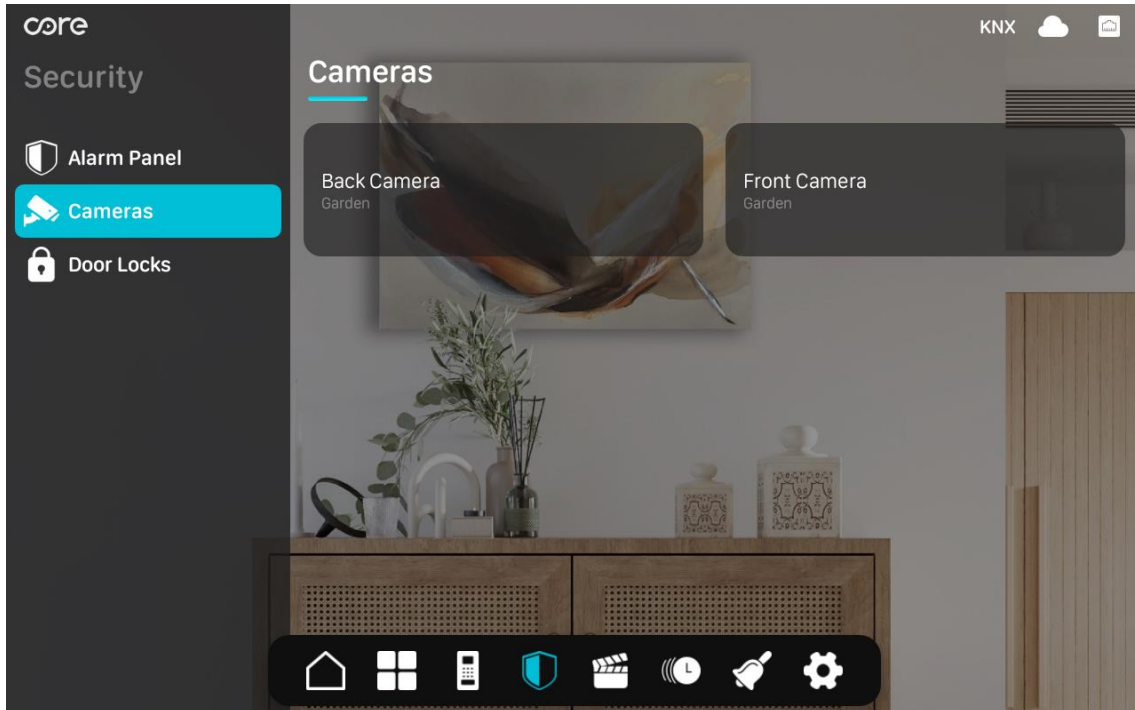 core
KNX
Security
Cameras
Alarm Panel
Cameras
Door Locks
Back Camera
Garden
Front Camera
Garden